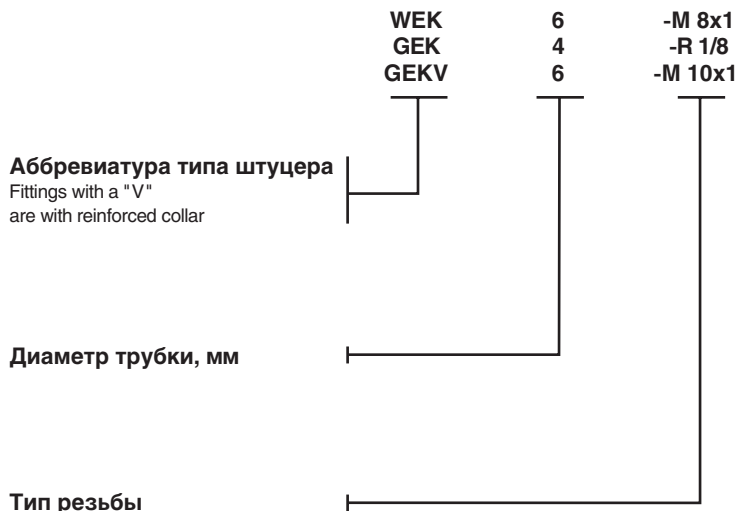 WEK 6 -M 8x1
GEK 4 -R 1/8
GEKV 6 -M 10x1
Аббревиатура типа штуцера
Fittings with a "V"
are with reinforced collar
Диаметр трубки, мм
Тип резьбы